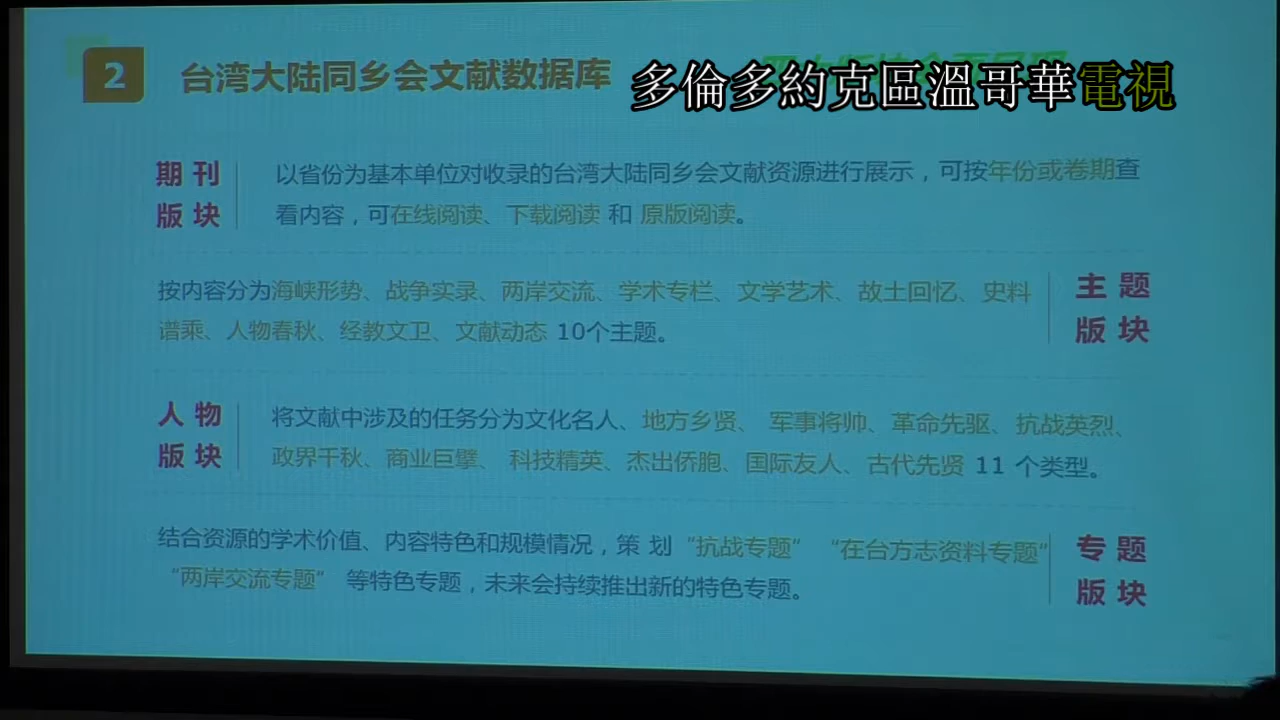 2
台湾大陆同乡会文献数据库
多倫多約克區溫哥華電視
期刊
版块
以省份为基本单位对收录的台湾大陆同乡会文献资源进行展示，可按年份或卷期查
看内容，可在线阅读、下载阅读 和 原版阅读。
按内容分为海峡形势、战争实录、两岸交流、学术专栏、文学艺术、故土回忆、史料
谱乘、人物春秋、经教文卫、文献动态 10个主题。
主题
版块
人物
版块
将文献中涉及的任务分为文化名人、地方乡贤、 军事将帅、革命先驱、抗战英烈、
政界千秋、商业巨擘、 科技精英、杰出侨胞、国际友人、古代先贤 11 个类型。
结合资源的学术价值、内容特色和规模情况，策 划“抗战专题” “在台方志资料专题”
“两岸交流专题” 等特色专题，未来会持续推出新的特色专题。
专题
版块